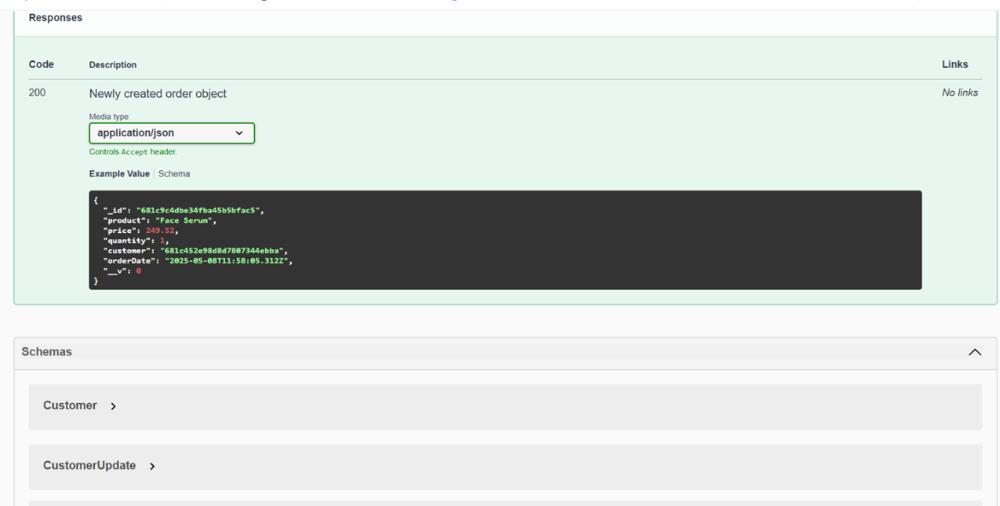 Responses
Code Description Links
200 Newly created order object No links
Media type
application/json
Controls Accept header.
Example Value Schema
{
"_id": "681c9c4dbe34fba45b5bfac5",
"product": "Face Serum",
"price": 249.52,
"quantity": 1,
"customer": "681c452e98d8d7807344ebba",
"orderDate": "2025-05-08T11:58:05.312Z",
"__v": 0
}
Schemas
Customer
CustomerUpdate